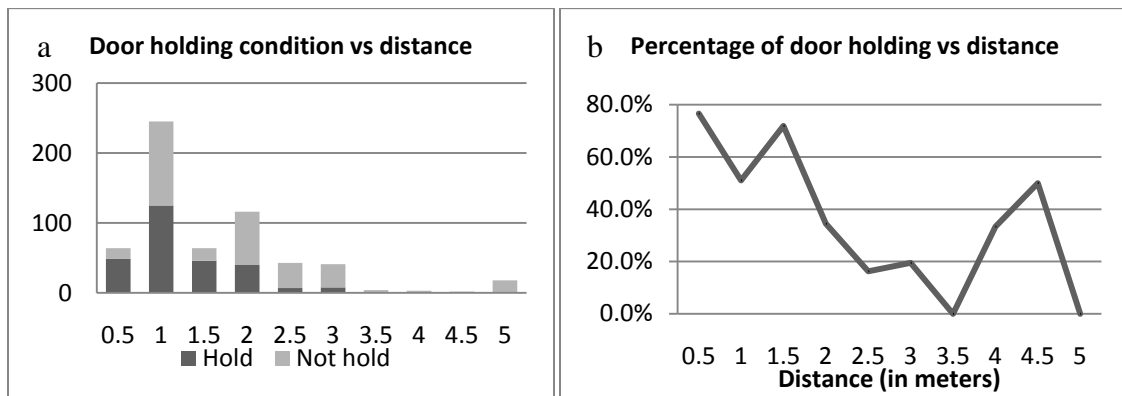 a Door holding condition vs distance
300
200
100
0
0.5 1 1.5 2 2.5 3 3.5 4 4.5 5
Hold Not hold
b Percentage of door holding vs distance
80.0%
60.0%
40.0%
20.0%
0.0%
0.5 1 1.5 2 2.5 3 3.5 4 4.5 5
Distance (in meters)